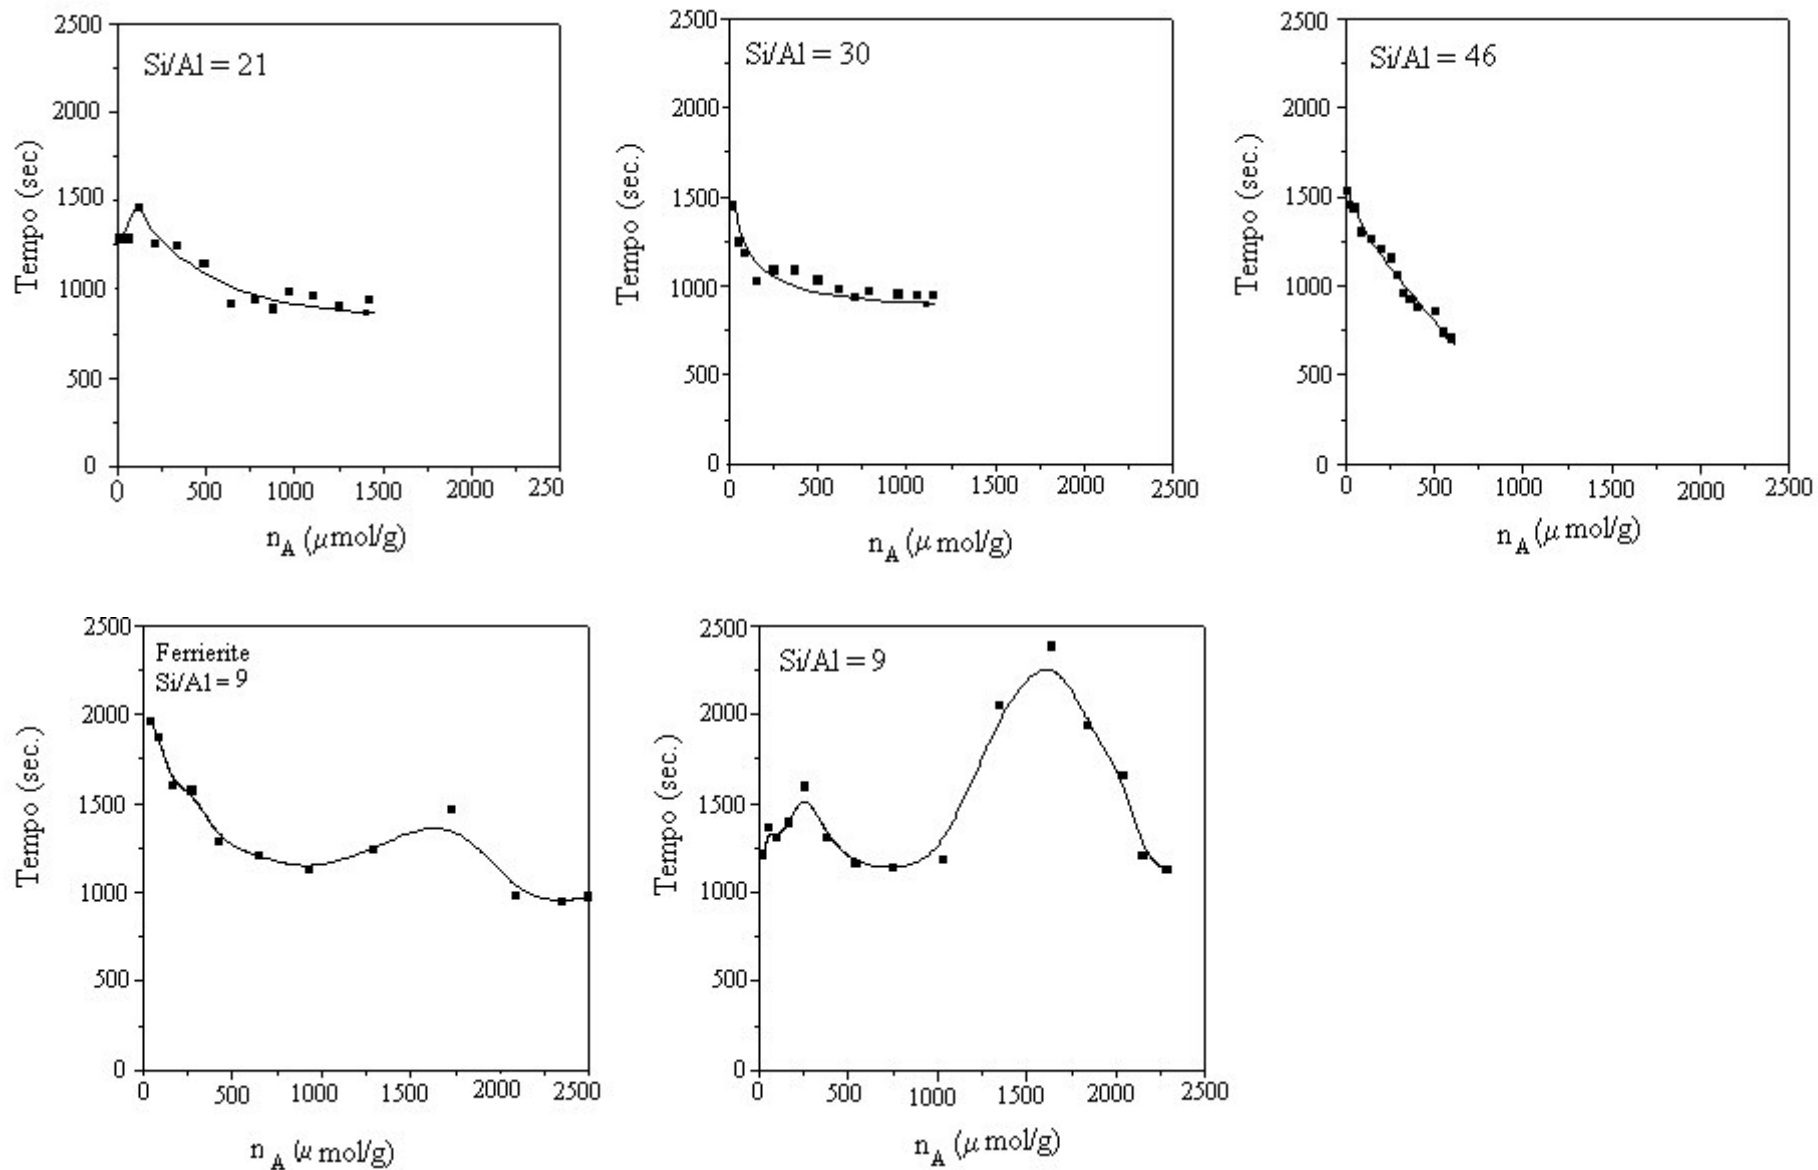 Si/Al = 21
2500
2000
1500
1000
500
0
Tempo (sec)
0 500 1000 1500 2000 250
n_A (μmol/g)
Si/Al = 30
2500
2000
1500
1000
500
0
Tempo (sec.)
0 500 1000 1500 2000 2500
n_A (μ mol/g)
Si/Al = 46
2500
2000
1500
1000
500
0
Tempo (sec.)
0 500 1000 1500 2000 2500
n_A (μ mol/g)
Ferrierite
Si/Al = 9
2500
2000
1500
1000
500
0
Tempo (sec.)
0 500 1000 1500 2000 2500
n_A (μ mol/g)
Si/Al = 9
2500
2000
1500
1000
500
0
Tempo (sec.)
0 500 1000 1500 2000 2500
n_A (μ mol/g)